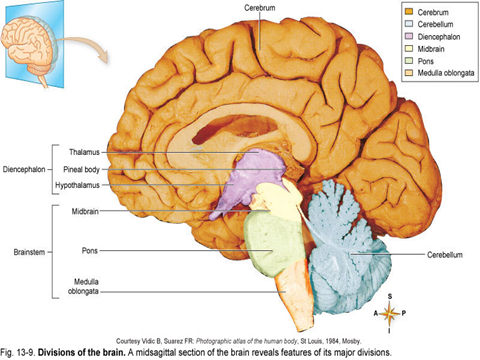 Cerebrum
Cerebrum
Cerebellum
Diencephalon
Midbrain
Pons
Medulla oblongata
Thalamus
Diencephalon
Pineal body
Hypothalamus
Midbrain
Brainstem
Pons
Cerebellum
Medulla
oblongata
S
A P
I
Courtesy Vidic B, Suarez FR: Photographic atlas of the human body, St Louis, 1984, Mosby.
Fig. 13-9. Divisions of the brain. A midsagittal section of the brain reveals features of its major divisions.